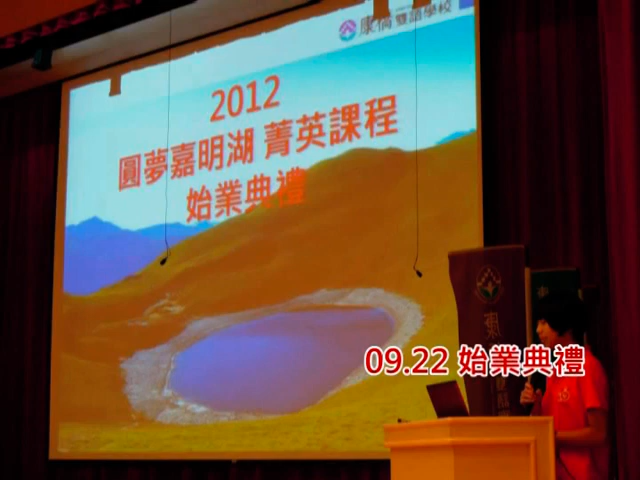 康橋雙語學校
2012
圓夢嘉明湖 菁英課程
始業典禮
09.22 始業典禮